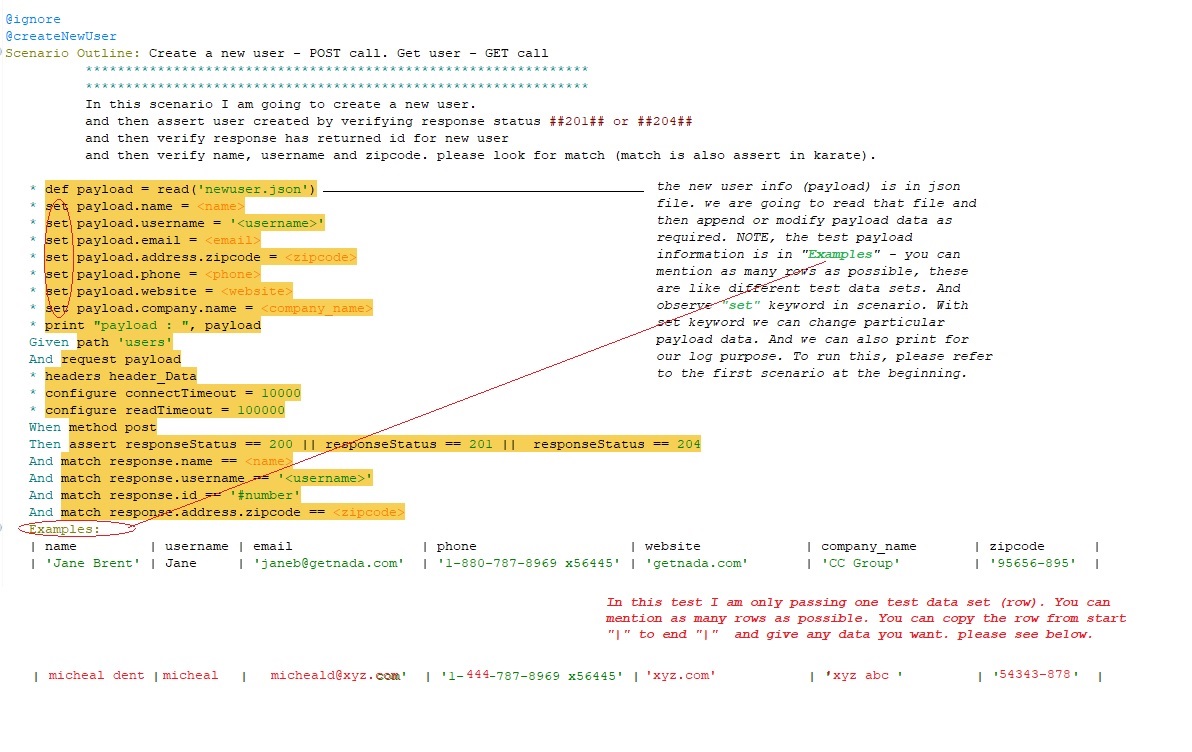 @ignore
@createNewUser
Scenario Outline: Create a new user - POST call. Get user - GET call
***************************************************************
***************************************************************
In this scenario I am going to create a new user.
and then assert user created by verifying response status ##201## or ##204##
and then verify response has returned id for new user
and then verify name, username and zipcode. please look for match (match is also assert in karate).
* def payload = read('newuser.json')
* set payload.name = <name>
* set payload.username = '<username>'
* set payload.email = <email>
* set payload.address.zipcode = <zipcode>
* set payload.phone = <phone>
* set payload.website = <website>
* set payload.company.name = <company_name>
* print "payload : ", payload
Given path 'users'
And request payload
* headers header_Data
* configure connectTimeout = 10000
* configure readTimeout = 100000
When method post
Then assert responseStatus == 200 || responseStatus == 201 ||  responseStatus == 204
And match response.name == <name>
And match response.username == '<username>'
And match response.id == '#number'
And match response.address.zipcode == <zipcode>
Examples:
the new user info (payload) is in json
file. we are going to read that file and
then append or modify payload data as
required. NOTE, the test payload
information is in "Examples" - you can
mention as many rows as possible, these
are like different test data sets. And
observe "set" keyword in scenario. With
set keyword we can change particular
payload data. And we can also print for
our log purpose. To run this, please refer
to the first scenario at the beginning.
| name | username | email | phone | website | company_name | zipcode |
| 'Jane Brent' | Jane | 'janeb@getnada.com' | '1-880-787-8969 x56445' | 'getnada.com' | 'CC Group' | '95656-895' |
In this test I am only passing one test data set (row). You can
mention as many rows as possible. You can copy the row from start
"|" to end "|"  and give any data you want. please see below.
| micheal dent | micheal | micheald@xyz.com' | '1-444-787-8969 x56445' | 'xyz.com' | 'xyz abc ' | '54343-878' |